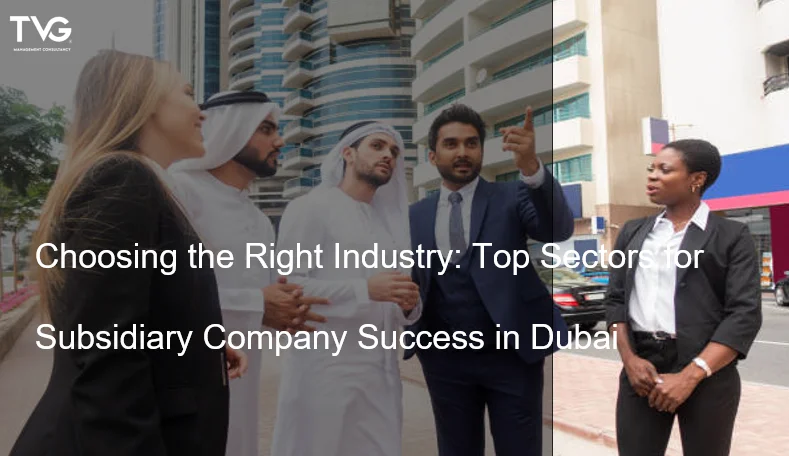 TVG
MANAGEMENT CONSULTANCY
Choosing the Right Industry: Top Sectors for
Subsidiary Company Success in Dubai